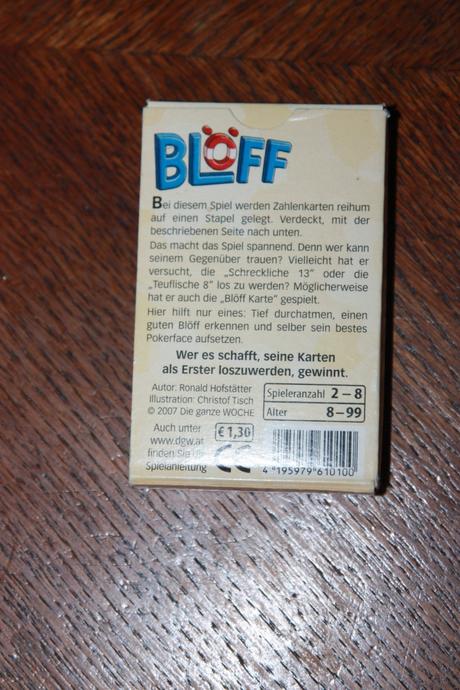 BLÖFF
Bei diesem Spiel werden Zahlenkarten reihum
auf einen Stapel gelegt. Verdeckt, mit der
beschriebenen Seite nach unten.
Das macht das Spiel spannend. Denn wer kann
seinem Gegenüber trauen? Vielleicht hat er
versucht, die „Schreckliche 13" oder die
„Teuflische 8" los zu werden? Möglicherweise
hat er auch die „Blöff Karte" gespielt.
Hier hilft nur eines: Tief durchatmen, einen
guten Blöff erkennen und selber sein bestes
Pokerface aufsetzen.
Wer es schafft, seine Karten
als Erster loszuwerden, gewinnt.
Autor: Ronald Hofstätter
Illustration: Christof Tisch
© 2007 Die ganze WOCHE
Spieleranzahl 2–8
Alter 8–99
Auch unter
www.dgw.at
finden Sie die
Spielanleitung
€ 1,30
CE
4 195979 610100